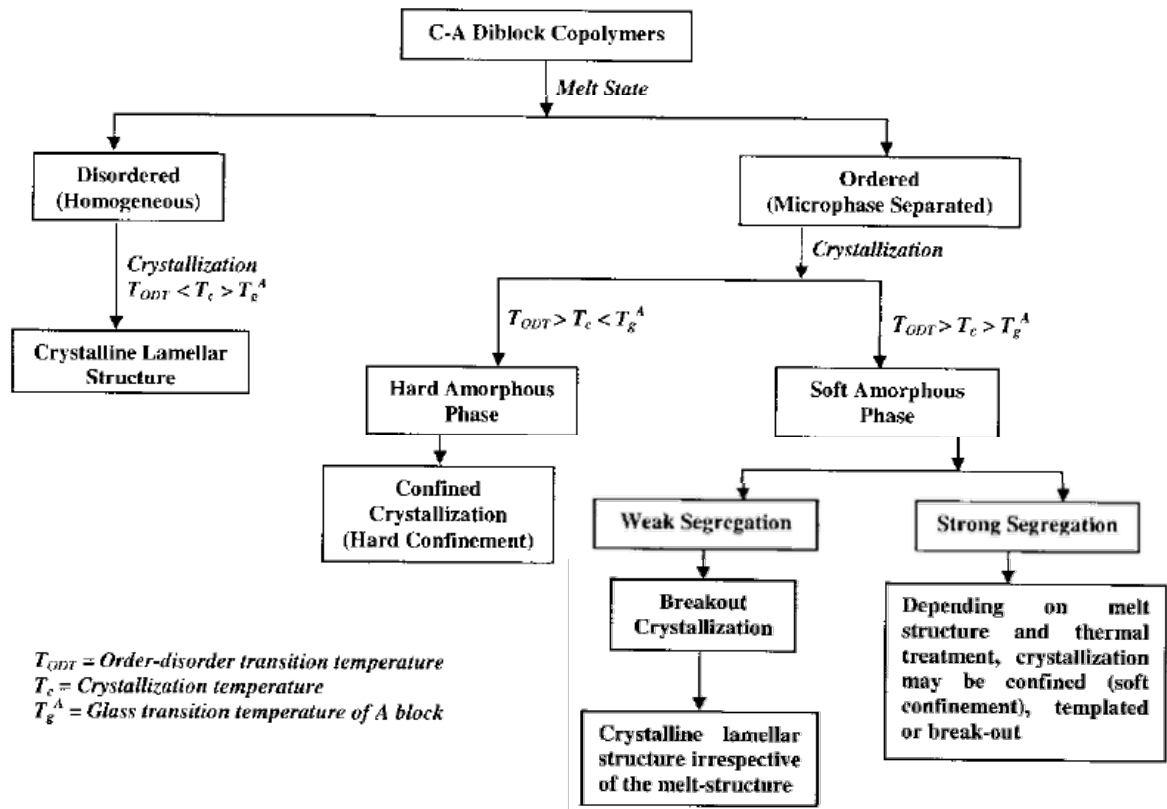 C-A Diblock Copolymers
Melt State
Disordered
(Homogeneous)
Ordered
(Microphase Separated)
Crystallization
T_ODT < T_c > T_g^A
Crystallization
Crystalline Lamellar
Structure
T_ODT > T_c < T_g^A
T_ODT > T_c > T_g^A
Hard Amorphous
Phase
Soft Amorphous
Phase
Confined
Crystallization
(Hard Confinement)
Weak Segregation
Strong Segregation
Breakout
Crystallization
Depending on melt
structure and thermal
treatment, crystallization
may be confined (soft
confinement), templated
or break-out
Crystalline lamellar
structure irrespective
of the melt-structure
T_ODT = Order-disorder transition temperature
T_c = Crystallization temperature
T_g^A = Glass transition temperature of A block